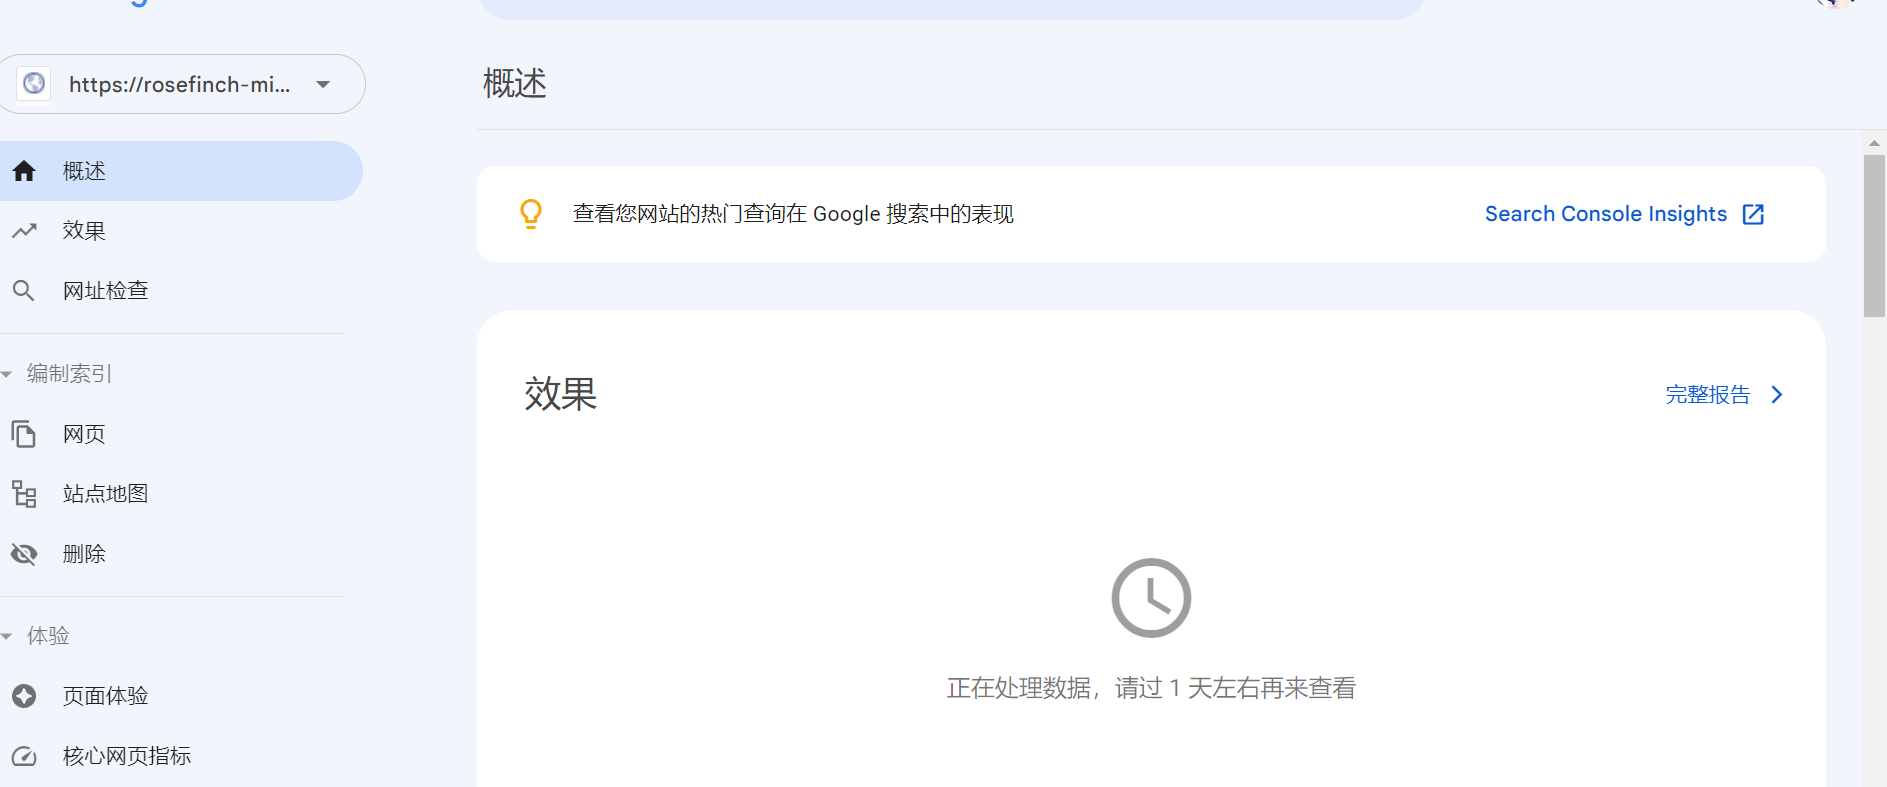 https://rosefinch-mi...
概述
效果
网址检查
编制索引
网页
站点地图
删除
体验
页面体验
核心网页指标
概述
查看您网站的热门查询在 Google 搜索中的表现
Search Console Insights
效果
完整报告
正在处理数据，请过 1 天左右再来查看